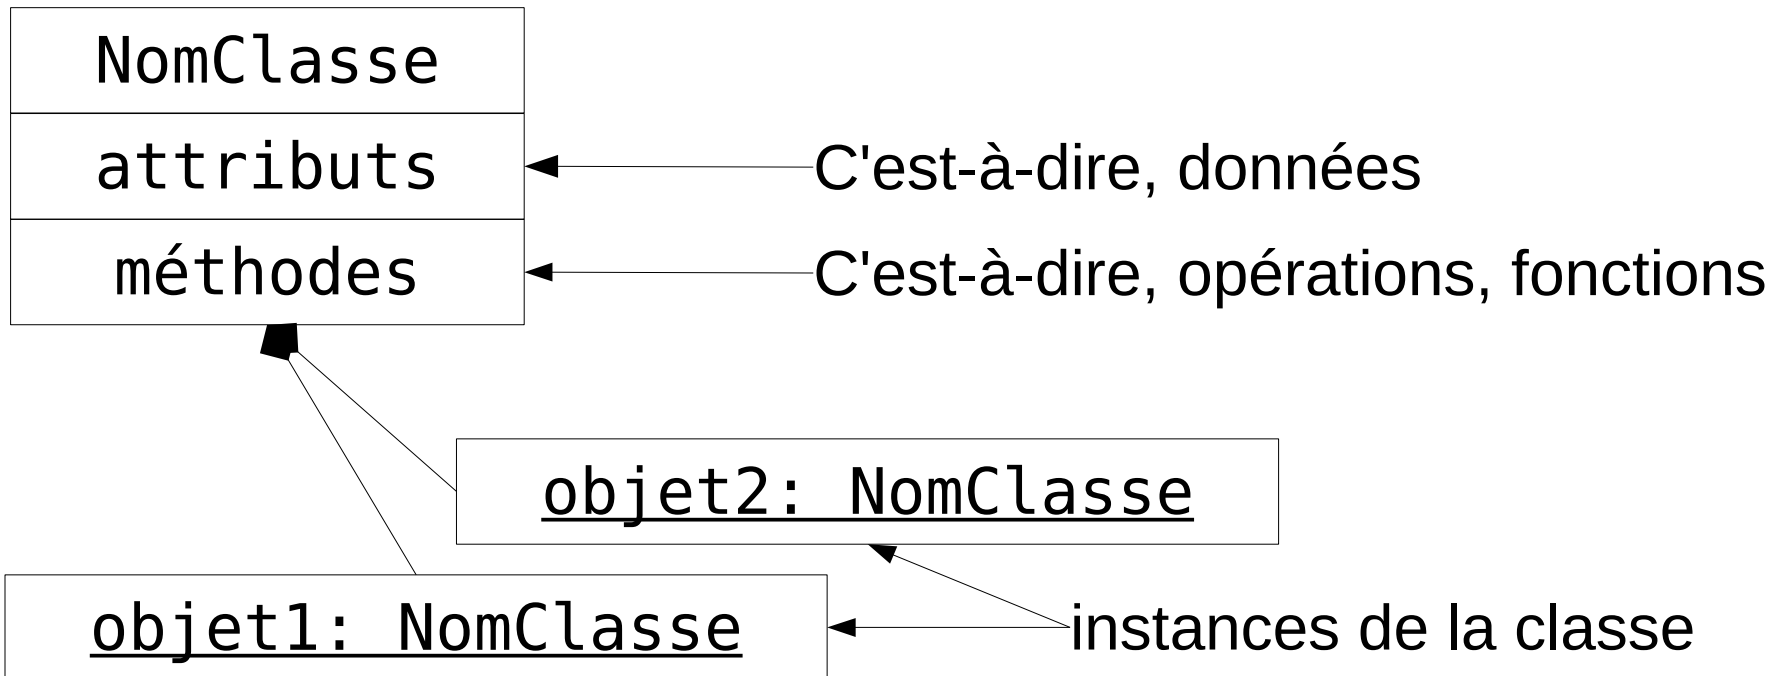 NomClasse
attributs
C'est-à-dire, données
méthodes
C'est-à-dire, opérations, fonctions
objet2: NomClasse
objet1: NomClasse
instances de la classe